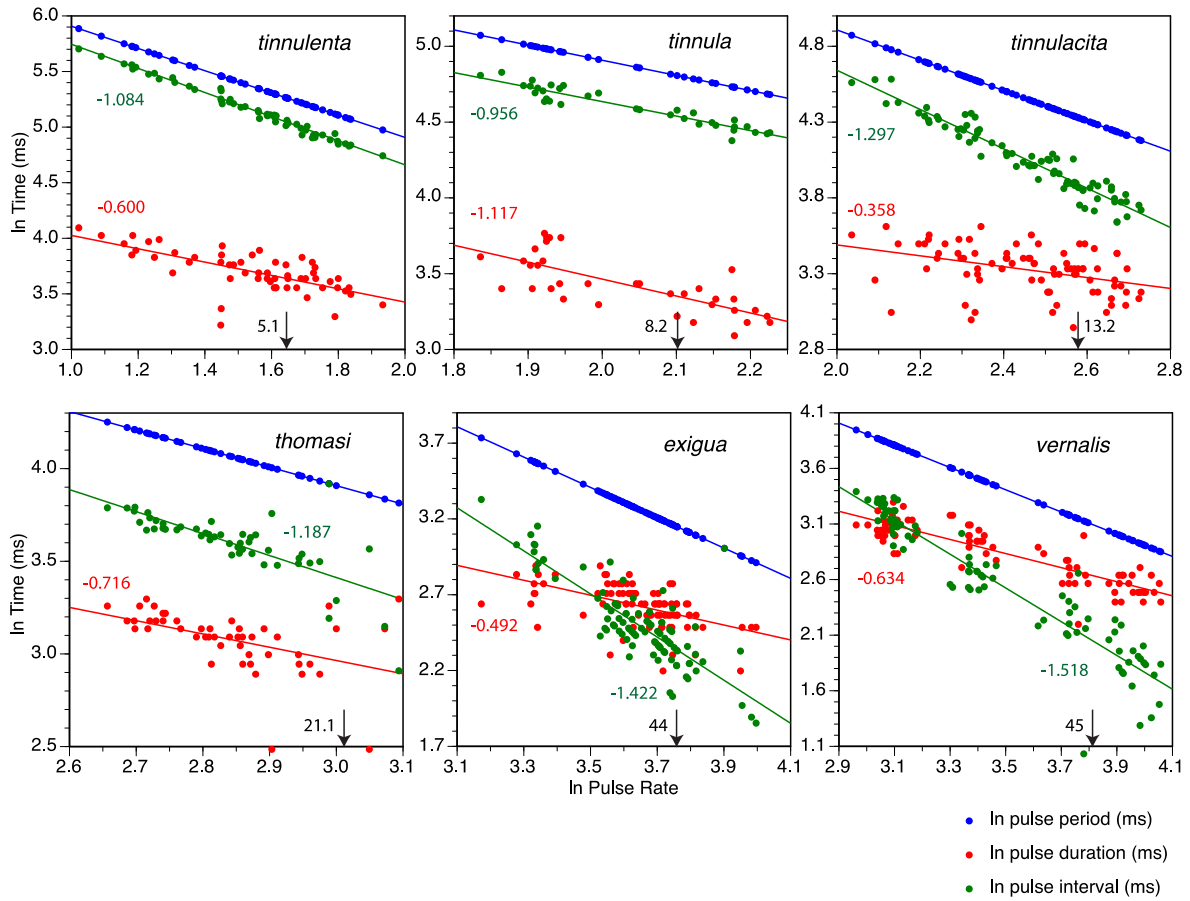 tinnulenta
tinnula
tinnulacita
ln Time (ms)
6.0
5.5
5.0
4.5
4.0
3.5
3.0
-1.084
-0.600
5.1
1.0 1.2 1.4 1.6 1.8 2.0
5.0
4.5
4.0
3.5
3.0
-0.956
-1.117
8.2
1.8 1.9 2.0 2.1 2.2
4.8
4.3
3.8
3.3
2.8
-1.297
-0.358
13.2
2.0 2.2 2.4 2.6 2.8
thomasi
exigua
vernalis
ln Time (ms)
4.0
3.5
3.0
2.5
-1.187
-0.716
21.1
2.6 2.7 2.8 2.9 3.0 3.1
3.7
3.2
2.7
2.2
1.7
-0.492
-1.422
44
3.1 3.3 3.5 3.7 3.9 4.1
4.1
3.6
3.1
2.6
2.1
1.6
1.1
-0.634
-1.518
45
2.9 3.1 3.3 3.5 3.7 3.9 4.1
ln Pulse Rate
ln pulse period (ms)
ln pulse duration (ms)
ln pulse interval (ms)